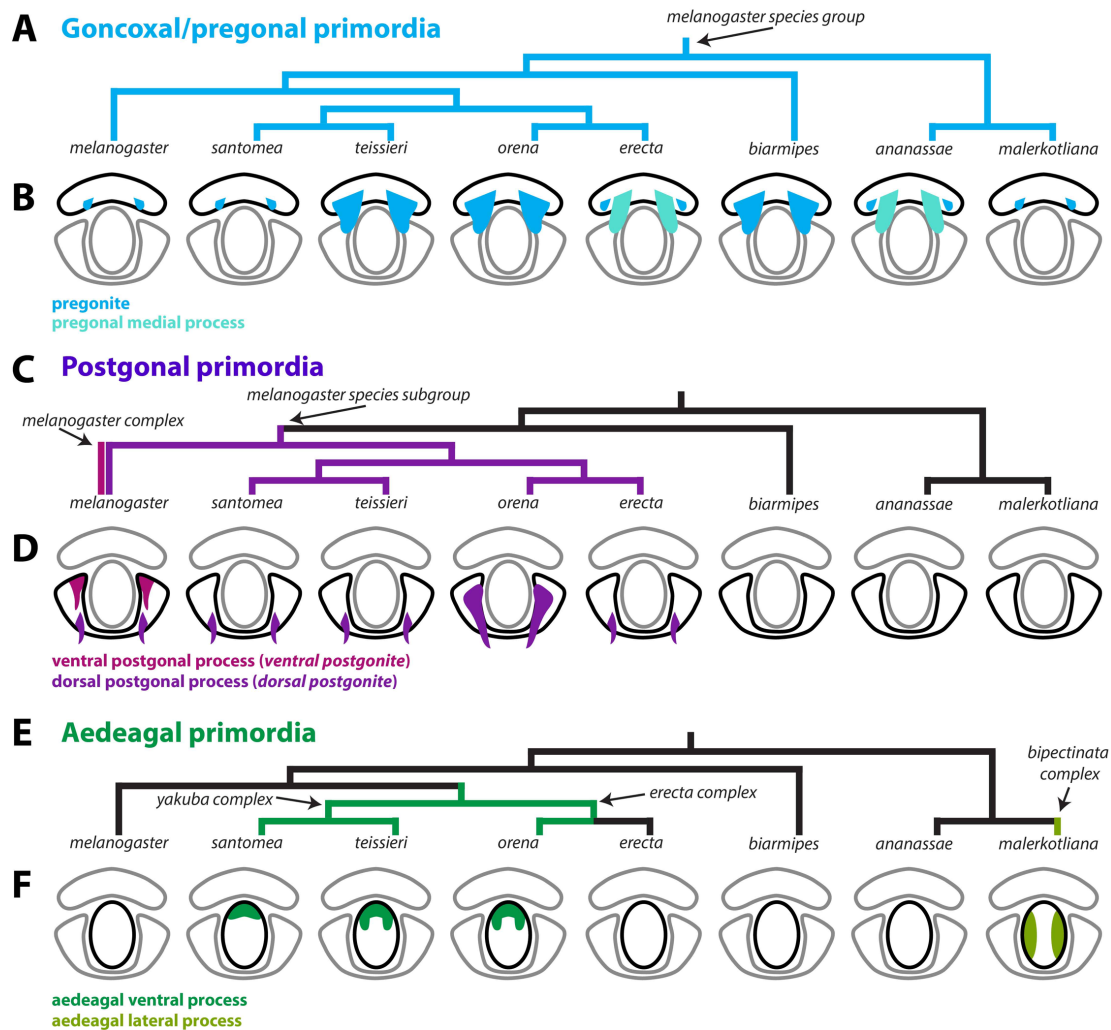 A Goncoxal/pregonal primordia
melanogaster species group
melanogaster santomea teissieri orena erecta biarmipes ananassae malerkotliana
B
pregonite
pregonal medial process
C Postgonal primordia
melanogaster species subgroup
melanogaster complex
melanogaster santomea teissieri orena erecta biarmipes ananassae malerkotliana
D
ventral postgonal process (ventral postgonite)
dorsal postgonal process (dorsal postgonite)
E Aedeagal primordia
bipectinata
complex
yakuba complex erecta complex
melanogaster santomea teissieri orena erecta biarmipes ananassae malerkotliana
F
aedeagal ventral process
aedeagal lateral process